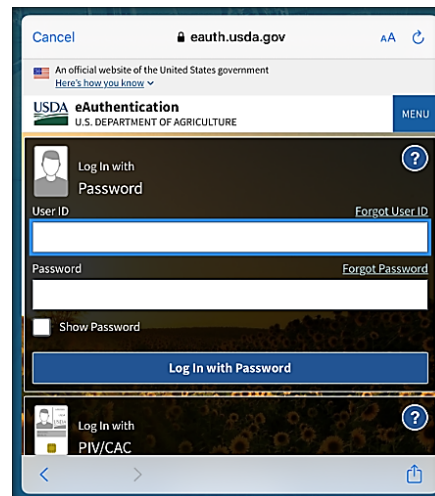 Cancel eauth.usda.gov AA
An official website of the United States government
Here's how you know
USDA eAuthentication
U.S. DEPARTMENT OF AGRICULTURE
MENU
Log In with ?
Password
User ID Forgot User ID
Password Forgot Password
Show Password
Log In with Password
USDA
Log In with ?
PIV/CAC